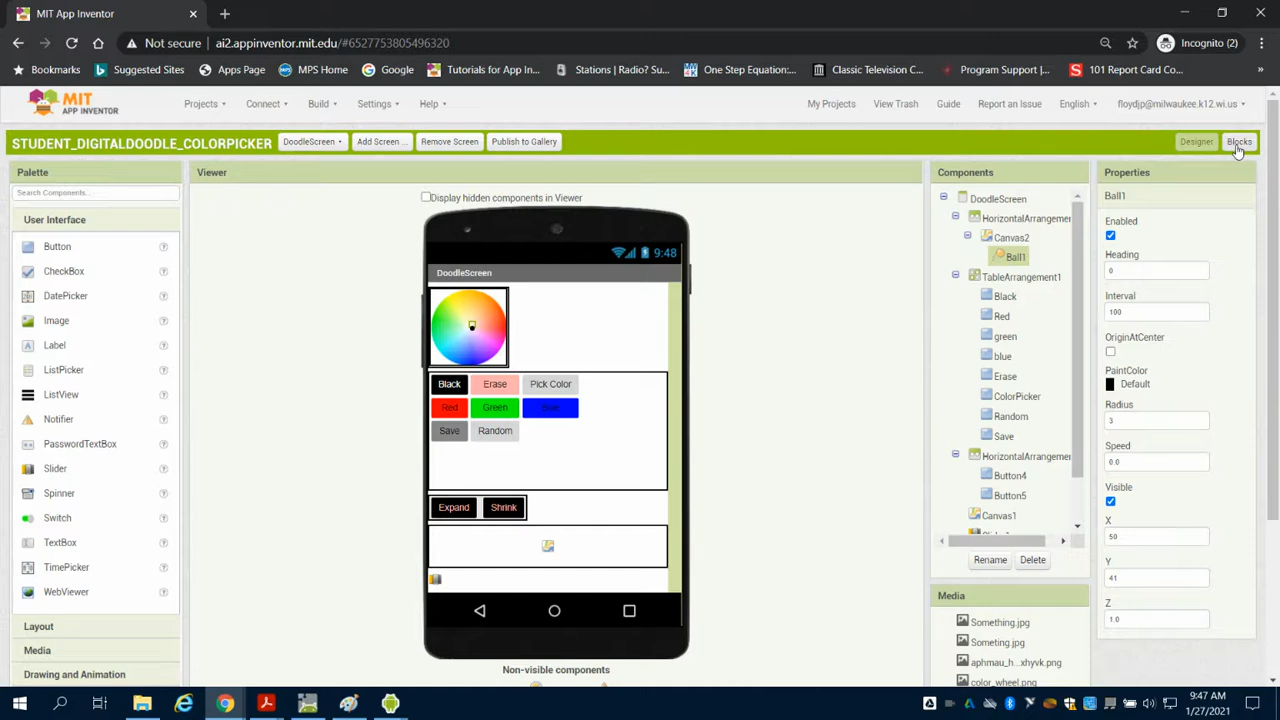 MIT App Inventor
Not secure
ai2.appinventor.mit.edu/#6527753805496320
Incognito (2)
Bookmarks
Suggested Sites
Apps Page
MPS Home
Google
Tutorials for App In...
Stations | Radio? Su...
One Step Equation:...
Classic Television C...
Program Support |...
101 Report Card Co...
MIT
APP INVENTOR
Projects
Connect
Build
Settings
Help
My Projects
View Trash
Guide
Report an Issue
English
floydjp@milwaukee.k12.wi.us
STUDENT_DIGITALDOODLE_COLORPICKER
DoodleScreen
Add Screen ...
Remove Screen
Publish to Gallery
Designer
Blocks
Palette
Search Components...
User Interface
Button
CheckBox
DatePicker
Image
Label
ListPicker
ListView
Notifier
PasswordTextBox
Slider
Spinner
Switch
TextBox
TimePicker
WebViewer
Layout
Media
Drawing and Animation
Viewer
Display hidden components in Viewer
9:48
DoodleScreen
Black
Erase
Pick Color
Red
Green
Blue
Save
Random
Expand
Shrink
Non-visible components
Components
DoodleScreen
HorizontalArrangemer
Canvas2
Ball1
TableArrangement1
Black
Red
green
blue
Erase
ColorPicker
Random
Save
HorizontalArrangemer
Button4
Button5
Canvas1
Rename
Delete
Media
Something.jpg
Someting.jpg
aphmau_h...xhyvk.png
color_wheel.png
Properties
Ball1
Enabled
Heading
0
Interval
100
OriginAtCenter
PaintColor
Default
Radius
3
Speed
0.0
Visible
X
50
Y
41
Z
1.0
9:47 AM
1/27/2021